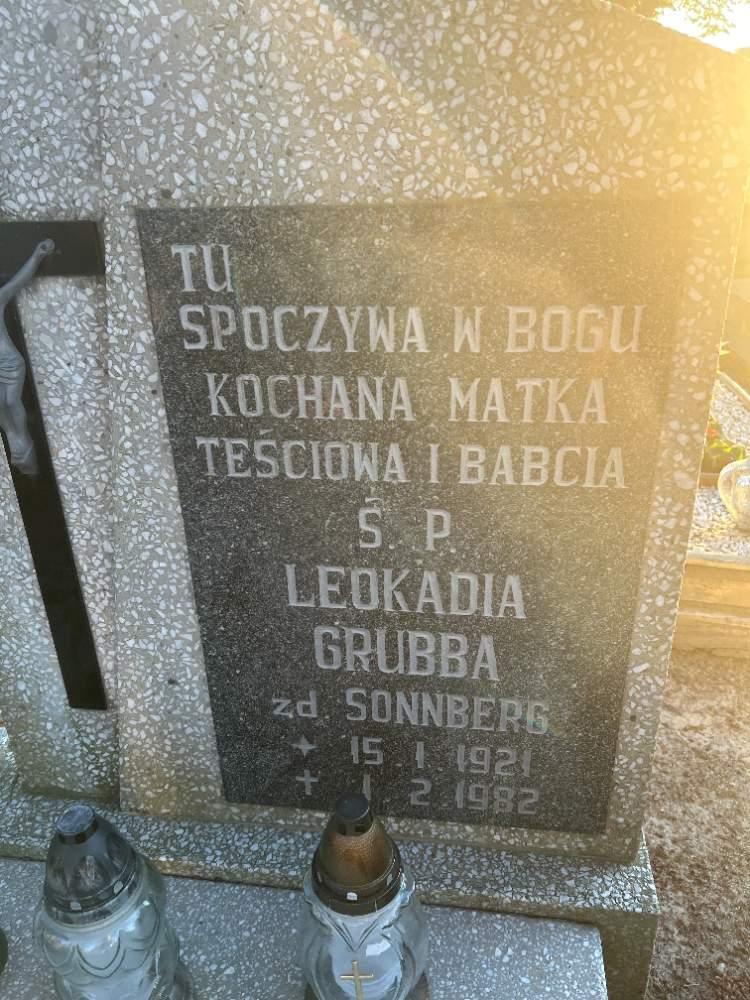 TU
SPOCZYWA W BOGU
KOCHANA MATKA
TEŚCIOWA I BABCIA
Ś. P.
LEOKADIA
GRUBBA
zd SONNBERG
15 1 1921
1 2 1982